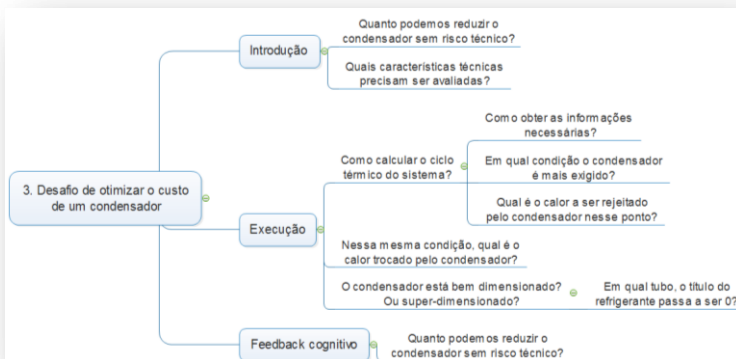 3. Desafio de otimizar o custo
de um condensador
Introdução
Quanto podemos reduzir o
condensador sem risco técnico?
Quais características técnicas
precisam ser avaliadas?
Execução
Como calcular o ciclo
térmico do sistema?
Como obter as informações
necessárias?
Em qual condição o condensador
é mais exigido?
Qual é o calor a ser rejeitado
pelo condensador nesse ponto?
Nessa mesma condição, qual é o
calor trocado pelo condensador?
O condensador está bem dimensionado?
Ou super-dimensionado?
Em qual tubo, o título do
refrigerante passa a ser 0?
Feedback cognitivo
Quanto podemos reduzir o
condensador sem risco técnico?